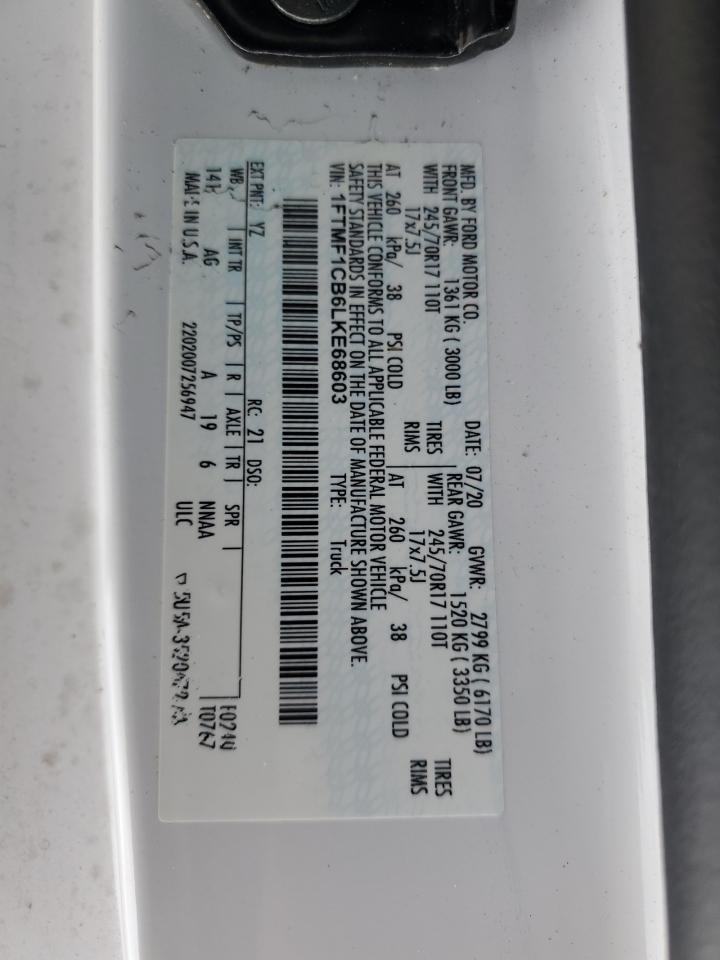 MFD. BY FORD MOTOR CO.
DATE: 07/20 GVWR: 2799 KG ( 6170 LB)
FRONT GAWR: 1361 KG ( 3000 LB) REAR GAWR: 1520 KG ( 3350 LB)
WITH 245/70R17 110T TIRES WITH 245/70R17 110T TIRES
17x7.5J RIMS 17x7.5J RIMS
AT 260 kPa/ 38 PSI COLD AT 260 kPa/ 38 PSI COLD
THIS VEHICLE CONFORMS TO ALL APPLICABLE FEDERAL MOTOR VEHICLE
SAFETY STANDARDS IN EFFECT ON THE DATE OF MANUFACTURE SHOWN ABOVE.
VIN: 1FTMF1CB6LKE68603 TYPE: Truck
EXT PNT: YZ RC: 21 DSO:
WB | INT TR | TP/PS | R | AXLE | TR | SPR
AG A 19 6 NNAA
MADE IN U.S.A. 2202007256947 ULC